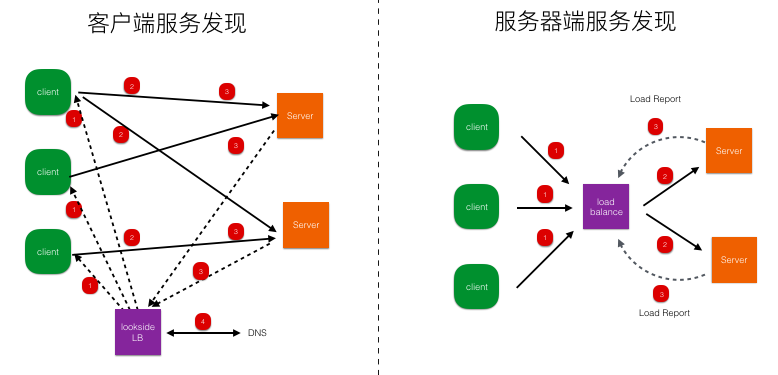 客户端服务发现
client
client
client
1
1
1
2
2
2
3
3
3
3
Server
Server
lookside
LB
4
DNS
服务器端服务发现
client
client
client
1
1
1
load
balance
Load Report
3
2
2
3
Load Report
Server
Server